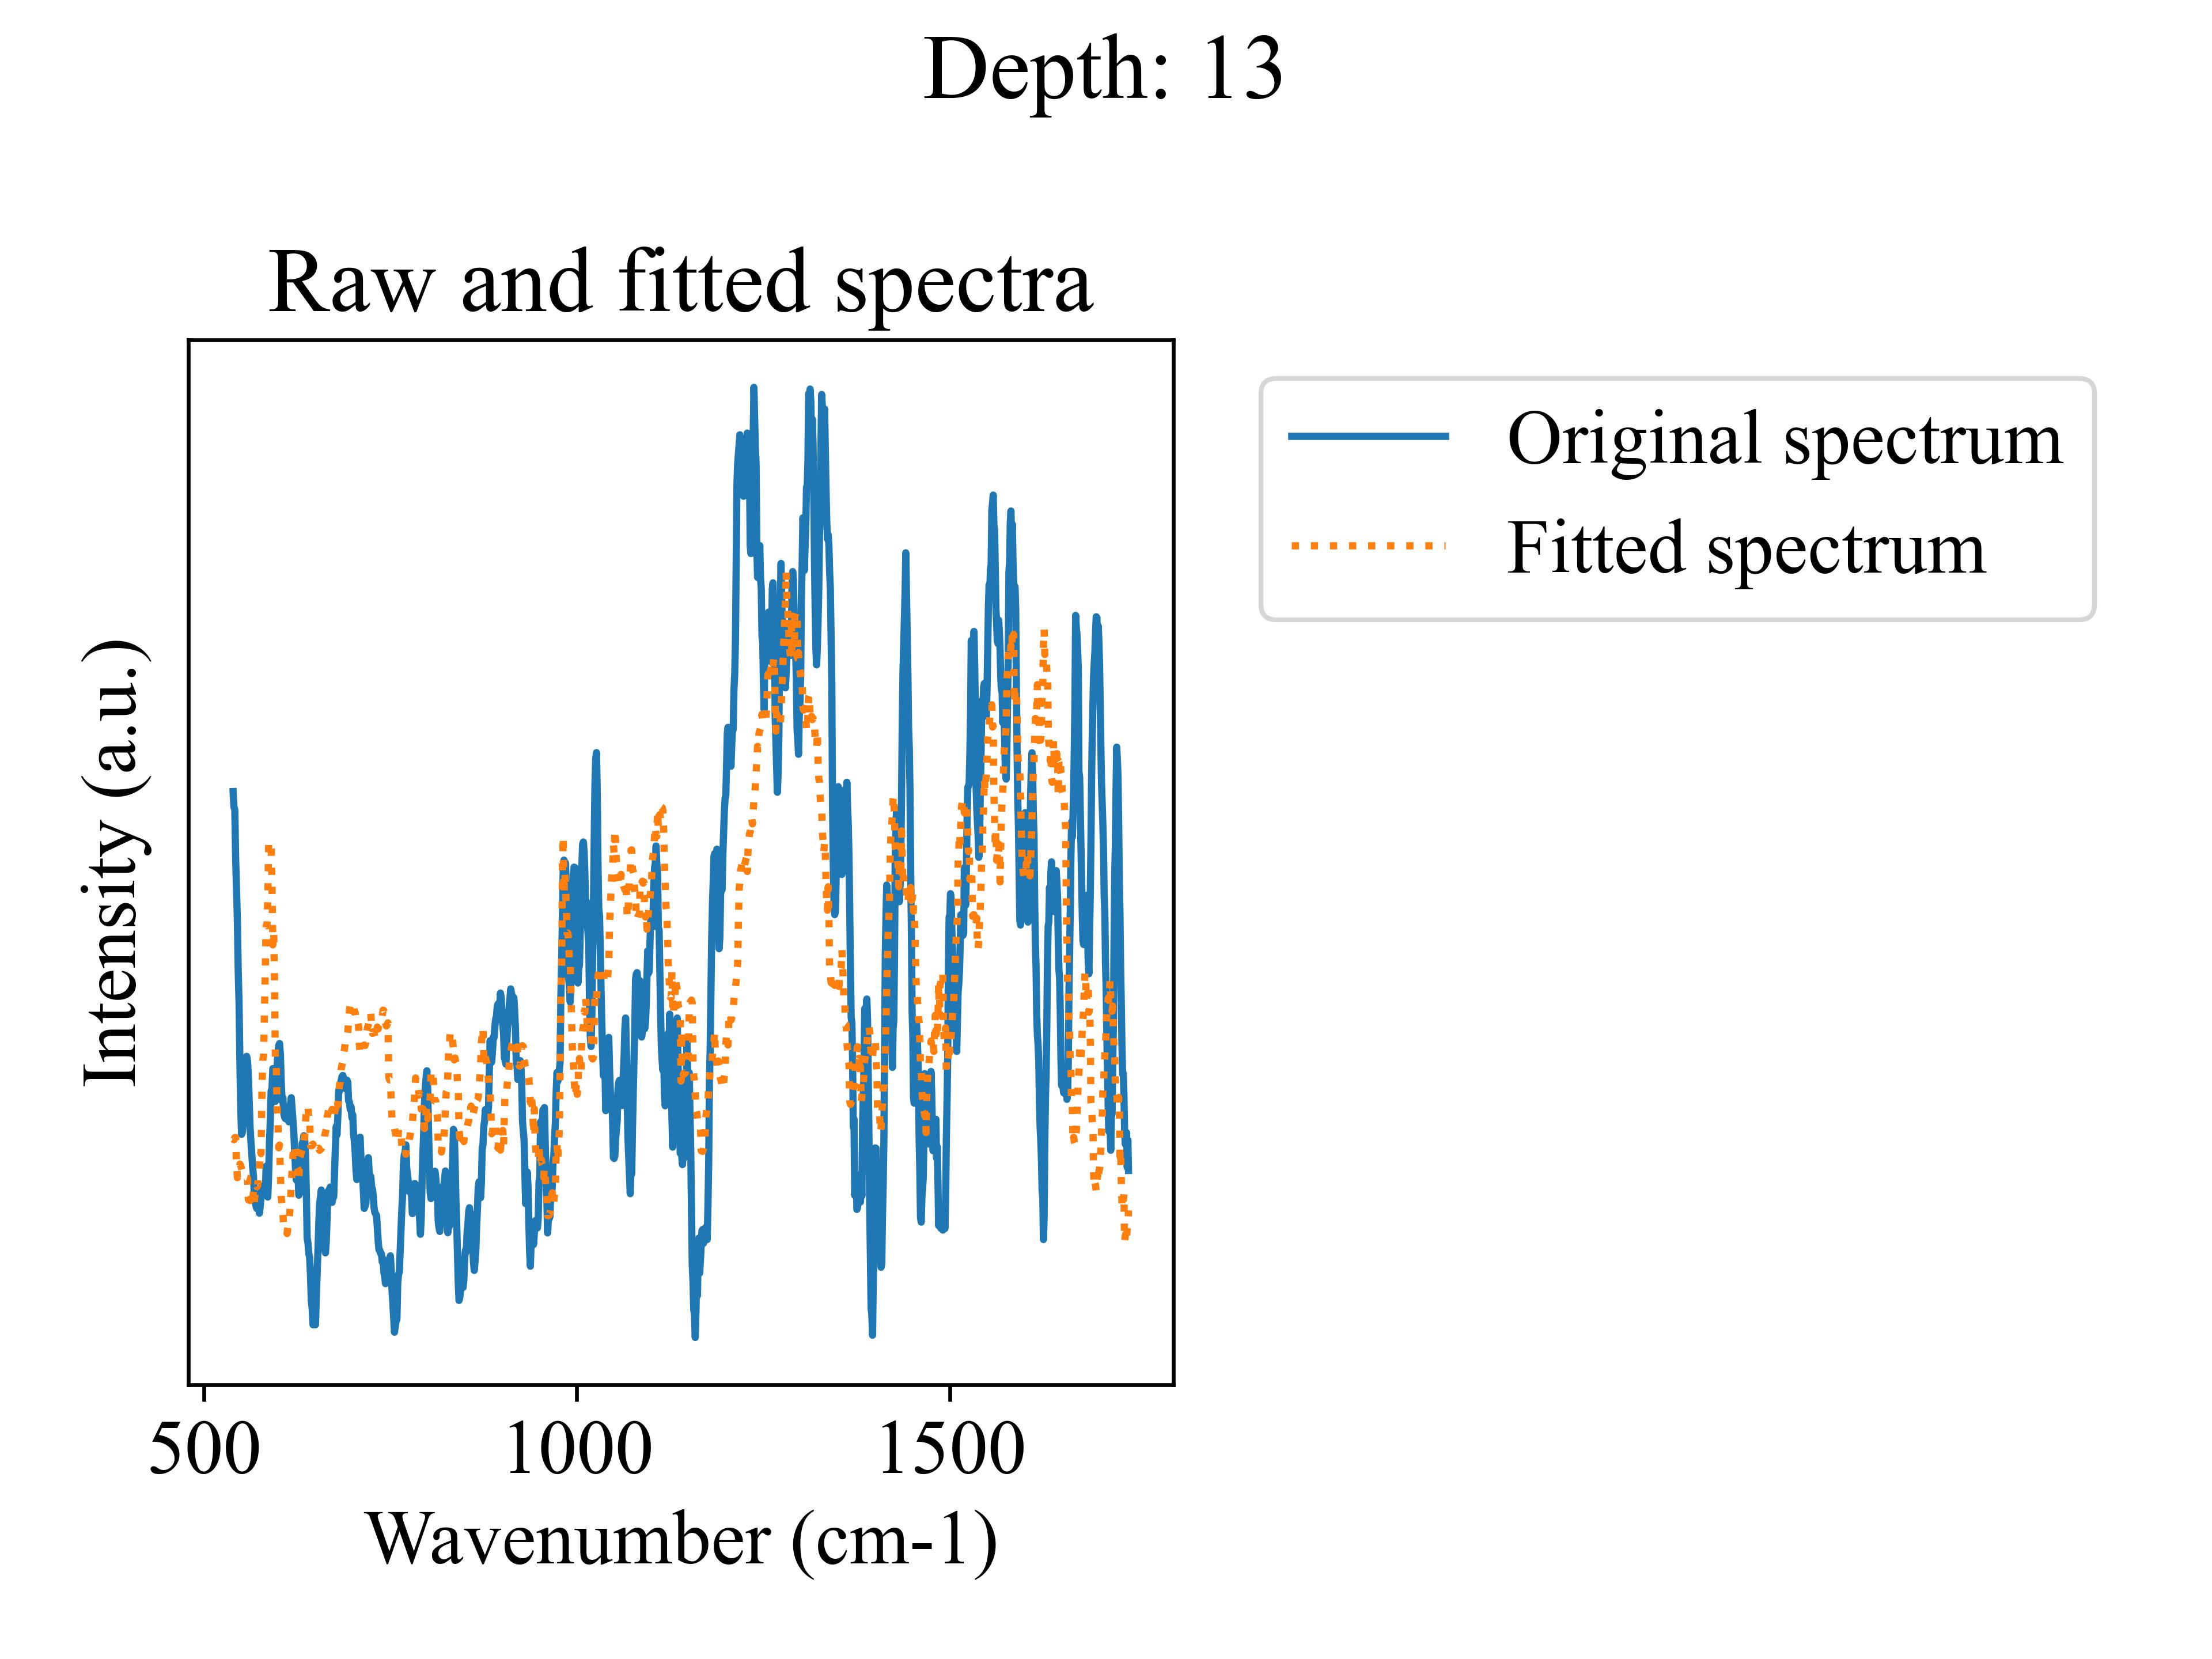 Depth: 13
Raw and fitted spectra
Original spectrum
Fitted spectrum
Intensity (a.u.)
500 1000 1500
Wavenumber (cm-1)